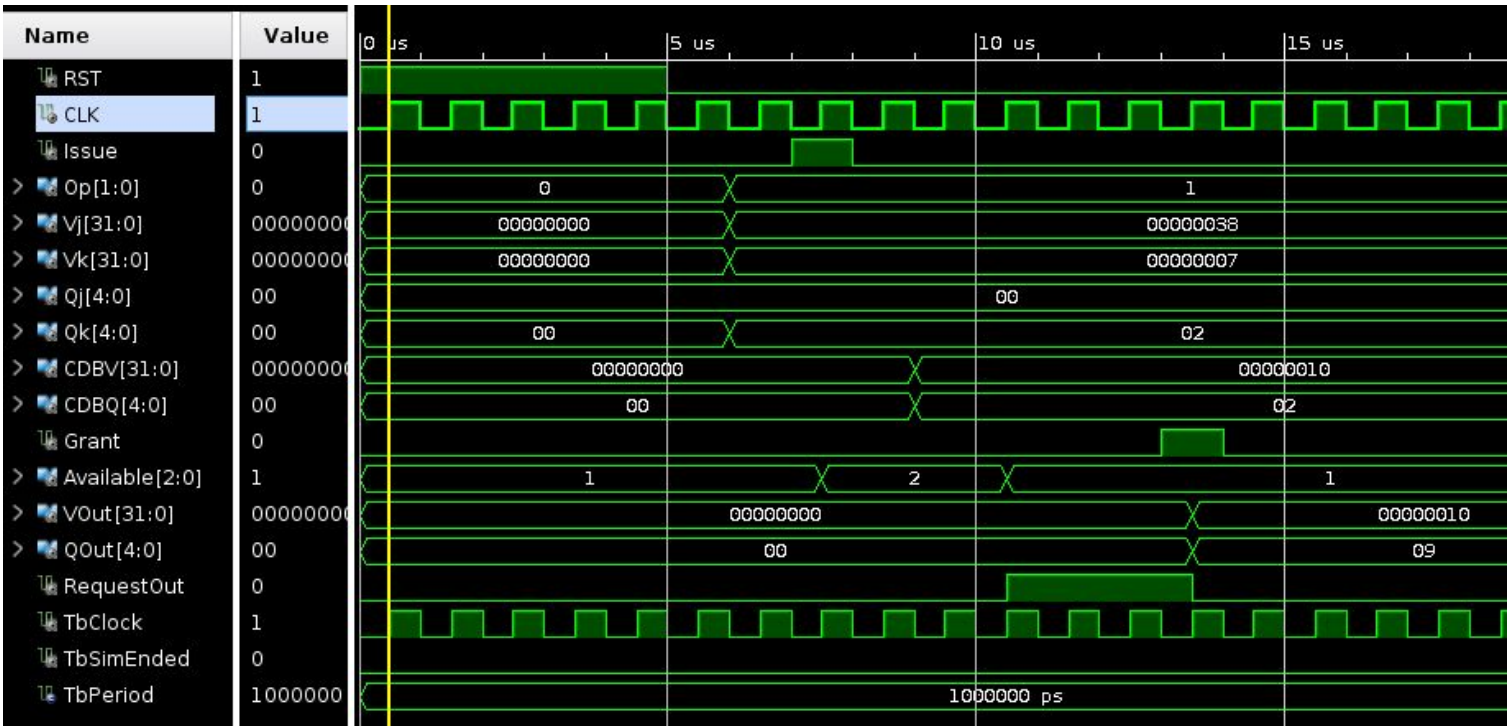 Name Value 0 us 5 us 10 us 15 us
RST 1
CLK 1
Issue 0
> Op[1:0] 0 0 1
> Vj[31:0] 00000000 00000000 00000038
> Vk[31:0] 00000000 00000000 00000007
> Qj[4:0] 00 00
> Qk[4:0] 00 00 02
> CDBV[31:0] 00000000 00000000 00000010
> CDBQ[4:0] 00 00 02
Grant 0
> Available[2:0] 1 1 2 1
> VOut[31:0] 00000000 00000000 00000010
> QOut[4:0] 00 00 09
RequestOut 0
TbClock 1
TbSimEnded 0
TbPeriod 1000000 1000000 ps